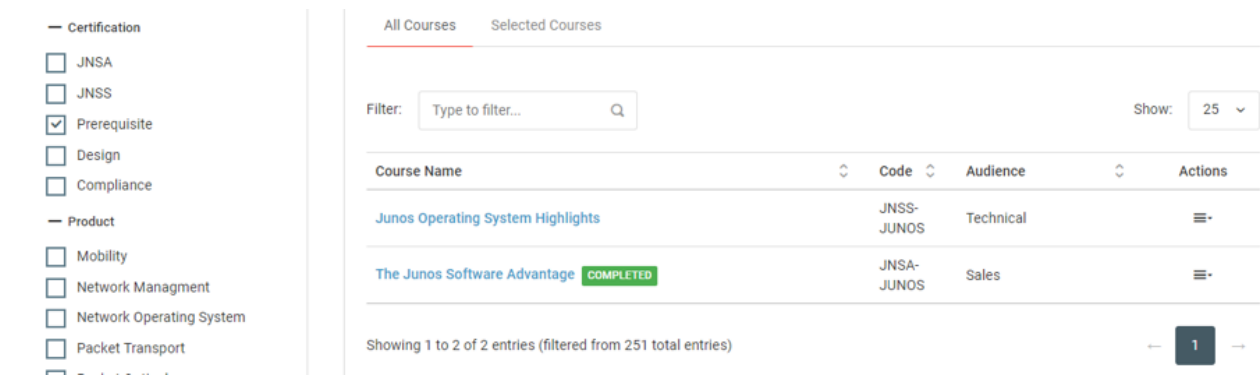 — Certification
JNSA
JNSS
Prerequisite
Design
Compliance
— Product
Mobility
Network Managment
Network Operating System
Packet Transport
All Courses Selected Courses
Filter: Type to filter... Show: 25
Course Name Code Audience Actions
Junos Operating System Highlights JNSS-
JUNOS Technical
The Junos Software Advantage COMPLETED JNSA-
JUNOS Sales
Showing 1 to 2 of 2 entries (filtered from 251 total entries) ← 1 →